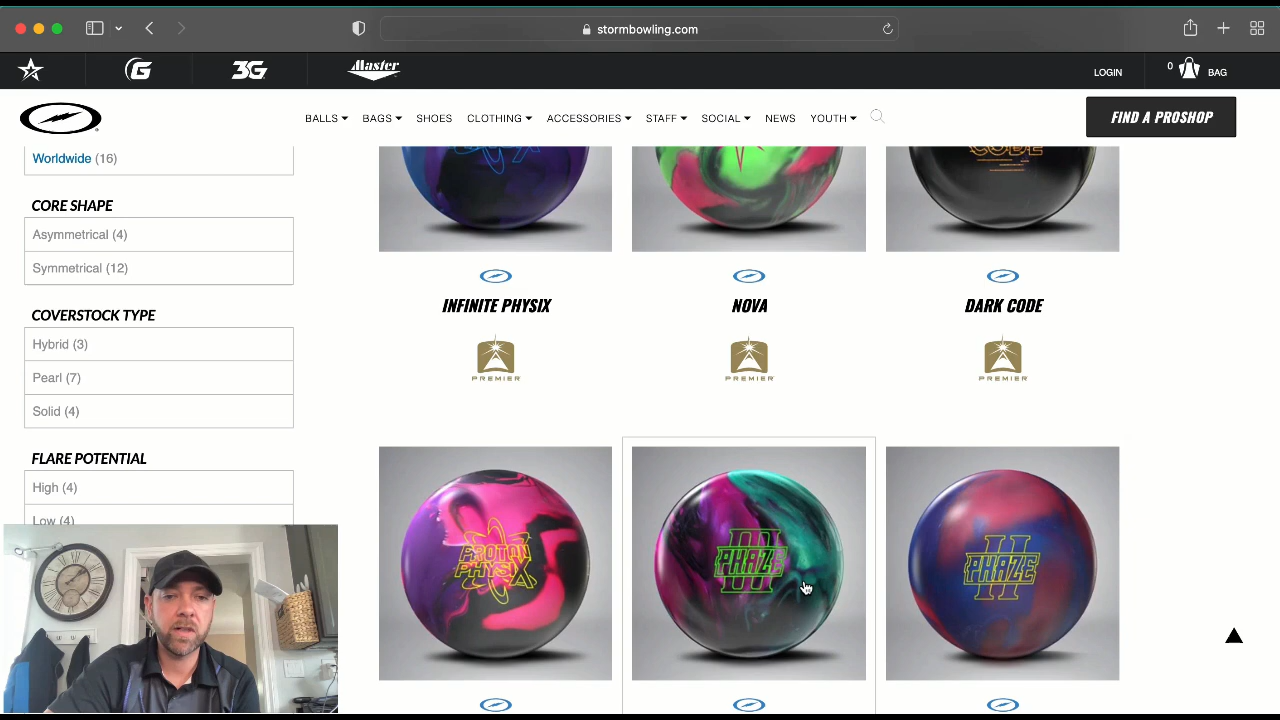 stormbowling.com
G
3G
Master
LOGIN
0
BAG
BALLS
BAGS
SHOES
CLOTHING
ACCESSORIES
STAFF
SOCIAL
NEWS
YOUTH
FIND A PROSHOP
Worldwide (16)
CORE SHAPE
Asymmetrical (4)
Symmetrical (12)
COVERSTOCK TYPE
Hybrid (3)
Pearl (7)
Solid (4)
FLARE POTENTIAL
High (4)
Low (4)
CODE
INFINITE PHYSIX
NOVA
DARK CODE
PREMIER
PREMIER
PREMIER
PROTON
PHYSIX
PHAZE
III
PHAZE
II